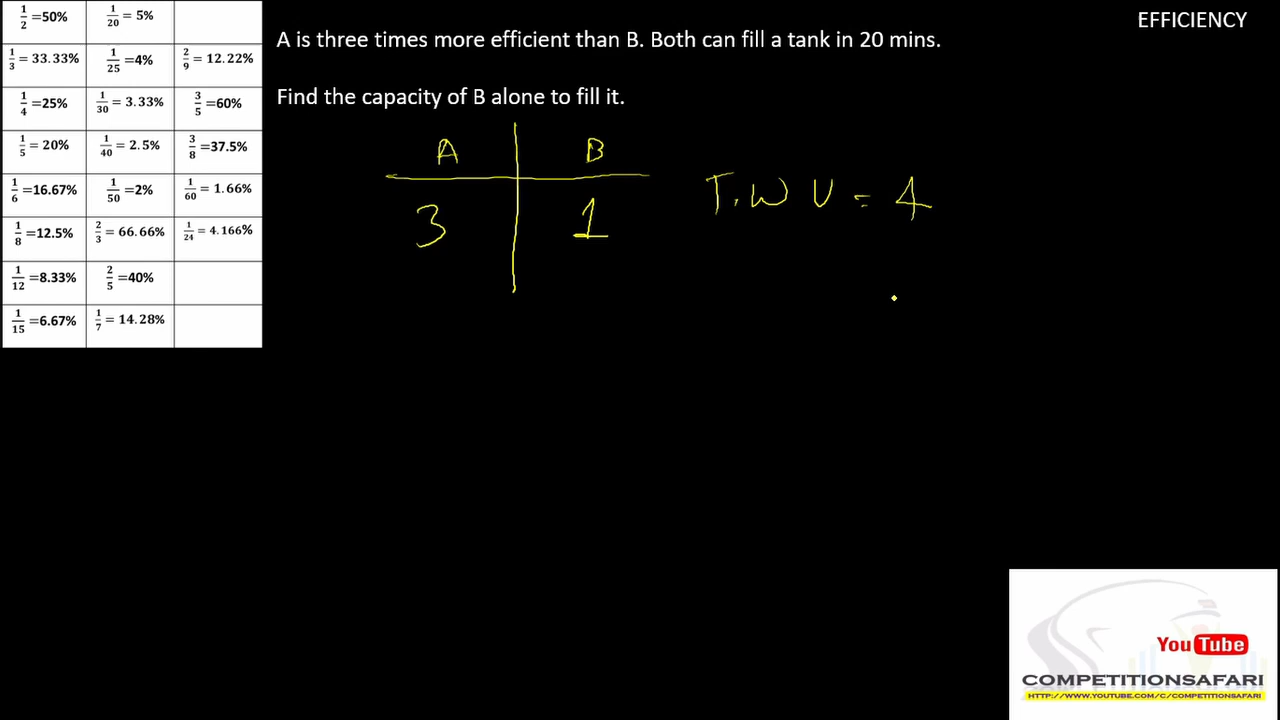 1/2 =50% 1/20 = 5%
1/3 = 33.33% 1/25 =4% 2/9 = 12.22%
1/4 =25% 1/30 = 3.33% 3/5 =60%
1/5 = 20% 1/40 = 2.5% 3/8 =37.5%
1/6 =16.67% 1/50 =2% 1/60 = 1.66%
1/8 =12.5% 2/3 = 66.66% 1/24 = 4.166%
1/12 =8.33% 2/5 =40%
1/15 =6.67% 1/7 = 14.28%
EFFICIENCY
A is three times more efficient than B. Both can fill a tank in 20 mins.
Find the capacity of B alone to fill it.
A B
3 1
T.W U = 4
YouTube
COMPETITIONSAFARI
HTTP://WWW.YOUTUBE.COM/C/COMPETITIONSAFARI